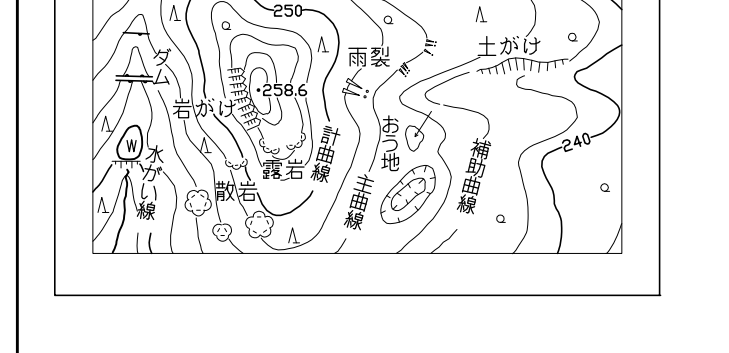 250
ダム
雨裂
土がけ
・258.6
岩がけ
W
水がい線
計曲線
露岩
散岩
おう地
主曲線
補助曲線
240